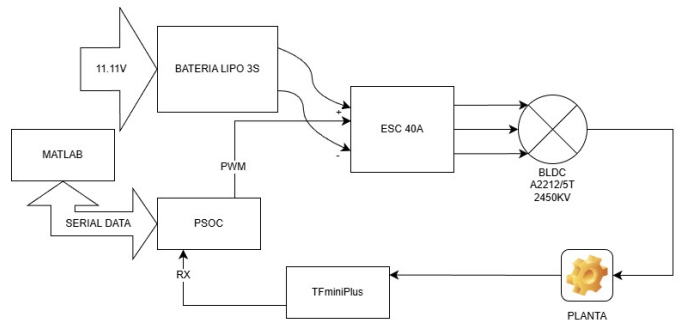 11.11V
BATERIA LIPO 3S
ESC 40A
+
-
MATLAB
PWM
BLDC
A2212/5T
2450KV
SERIAL DATA
PSOC
RX
TFminiPlus
PLANTA